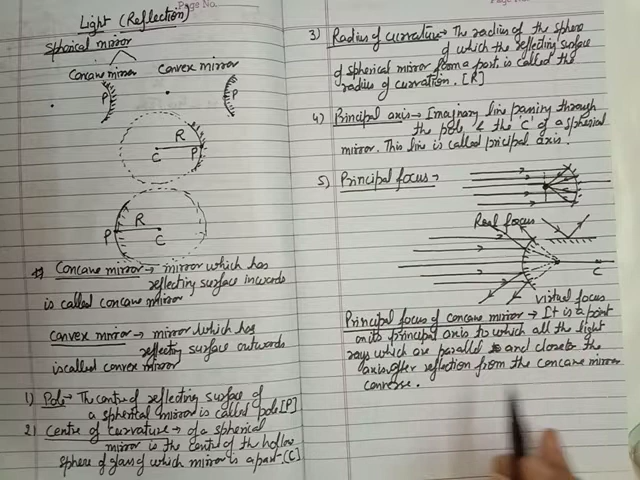 Page No.
Light (Reflection)
Spherical mirror
Concave mirror
Convex mirror
P
P
R
C
P
R
P
C
Concave mirror → mirror which has
reflecting surface inwards
is called concave mirror
Convex mirror → mirror which has
reflecting surface outwards
is called convex mirror
1) Pole → The centre of reflecting surface of
a spherical mirror is called pole [P]
2) Centre of curvature → of a spherical
mirror is the centre of the hollow
sphere of glass of which mirror is a part. [C]
Page No.
3) Radius of curvature → The radius of the sphere
of which the reflecting surface
of spherical mirror form a part is called the
radius of curvation. [R]
4) Principal axis → Imaginary line passing through
the pole & the 'C' of a spherical
mirror. This line is called pricipal axis.
5) Principal focus →
Real focus
C
virtual focus
Principal focus of concave mirror → It is a point
on its principal axis to which all the light
rays which are parallel and close to the
axis after reflection from the concave mirror
converse.